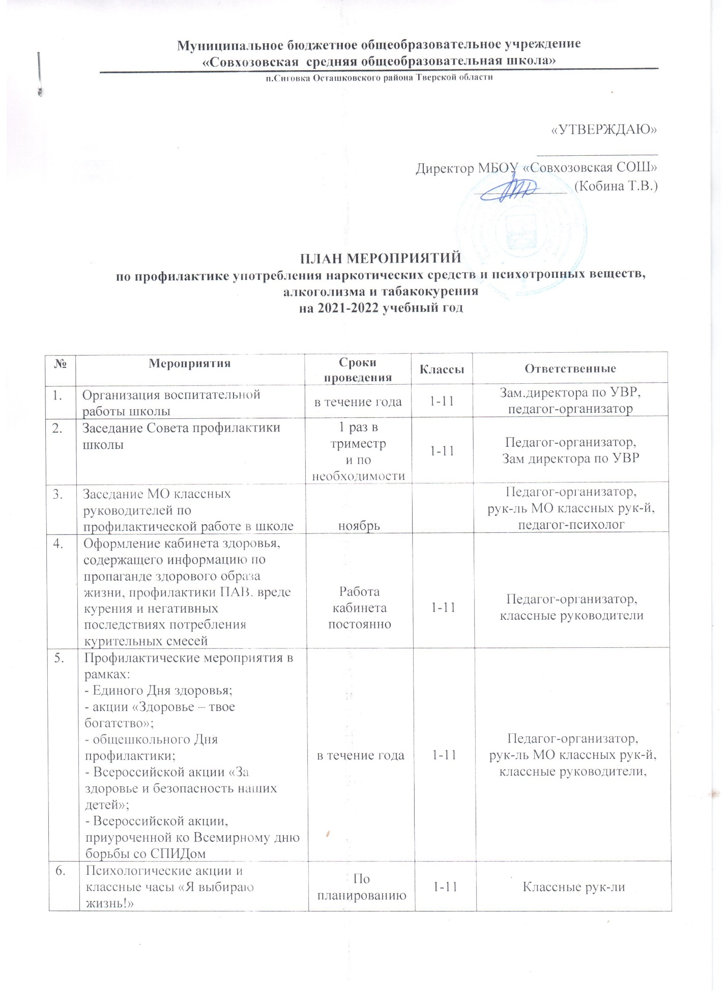 Муниципальное бюджетное общеобразовательное учреждение
«Совхозовская средняя общеобразовательная школа»
п.Сиговка Осташковского района Тверской области
«УТВЕРЖДАЮ»
Директор МБОУ «Совхозовская СОШ»
(Кобина Т.В.)
ПЛАН МЕРОПРИЯТИЙ
по профилактике употребления наркотических средств и психотропных веществ,
алкоголизма и табакокурения
на 2021-2022 учебный год
№ Мероприятия Сроки проведения Классы Ответственные
1. Организация воспитательной
работы школы
в течение года
1-11
Зам.директора по УВР,
педагог-организатор
2. Заседание Совета профилактики
школы
1 раз в
триместр
и по
необходимости
1-11
Педагог-организатор,
Зам директора по УВР
3. Заседание МО классных
руководителей по
профилактической работе в школе
ноябрь
Педагог-организатор,
рук-ль МО классных рук-й,
педагог-психолог
4. Оформление кабинета здоровья,
содержащего информацию по
пропаганде здорового образа
жизни, профилактики ПАВ, вреде
курения и негативных
последствиях потребления
курительных смесей
Работа
кабинета
постоянно
1-11
Педагог-организатор,
классные руководители
5. Профилактические мероприятия в
рамках:
- Единого Дня здоровья;
- акции «Здоровье – твое
богатство»;
- общешкольного Дня
профилактики;
- Всероссийской акции «За
здоровье и безопасность наших
детей»;
- Всероссийской акции,
приуроченной ко Всемирному дню
борьбы со СПИДом
в течение года
1-11
Педагог-организатор,
рук-ль МО классных рук-й,
классные руководители,
6. Психологические акции и
классные часы «Я выбираю
жизнь!»
По
планированию
1-11
Классные рук-ли